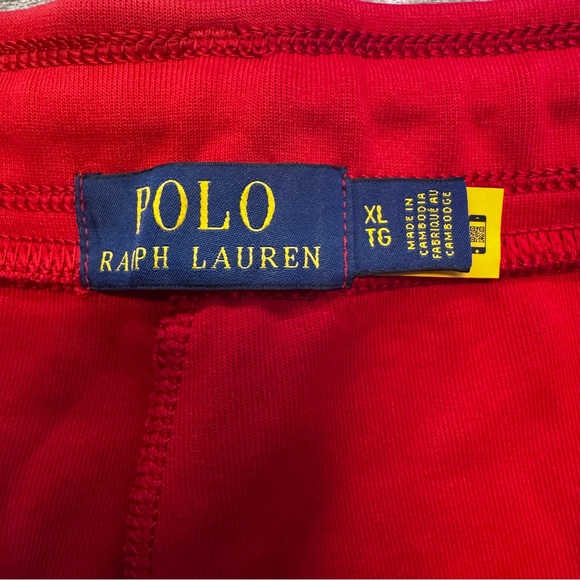 POLO
RALPH LAUREN
XL
TG
MADE IN
CAMBODIA
FABRIQUÉ AU
CAMBODGE